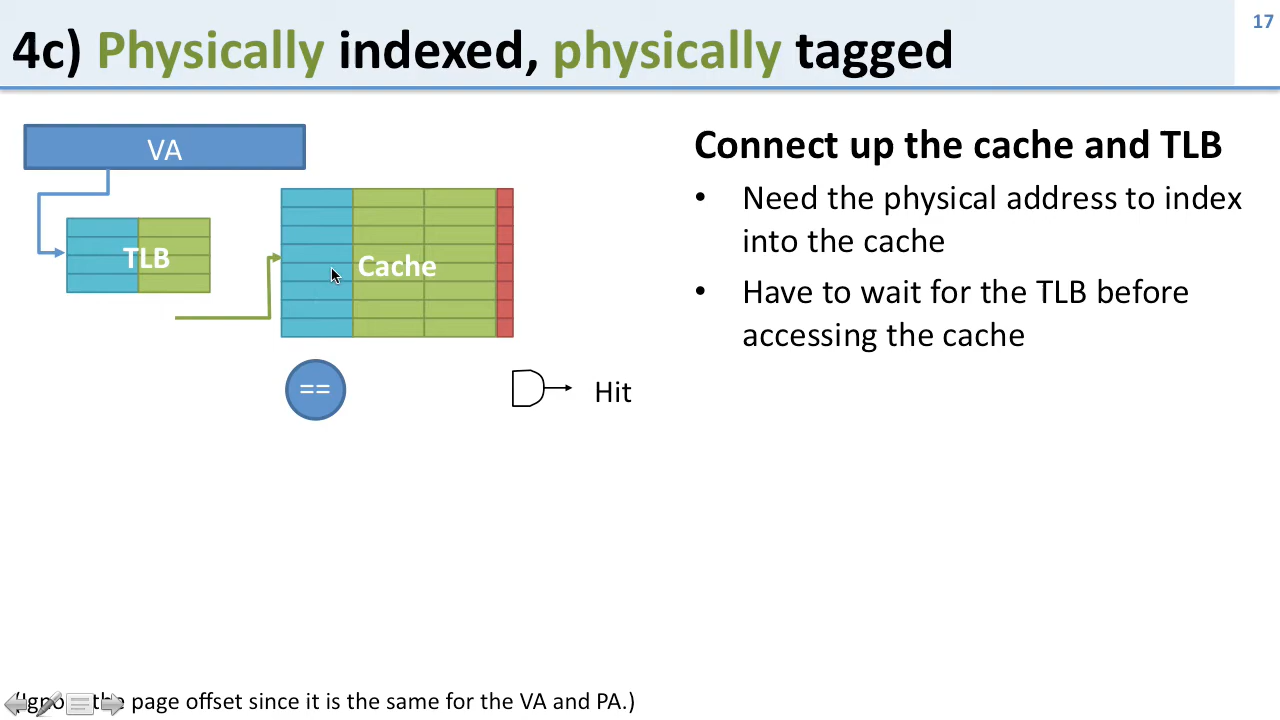 17
4c) Physically indexed, physically tagged
VA
TLB
Cache
==
Hit
Connect up the cache and TLB
• Need the physical address to index
into the cache
• Have to wait for the TLB before
accessing the cache
(Ignore the page offset since it is the same for the VA and PA.)